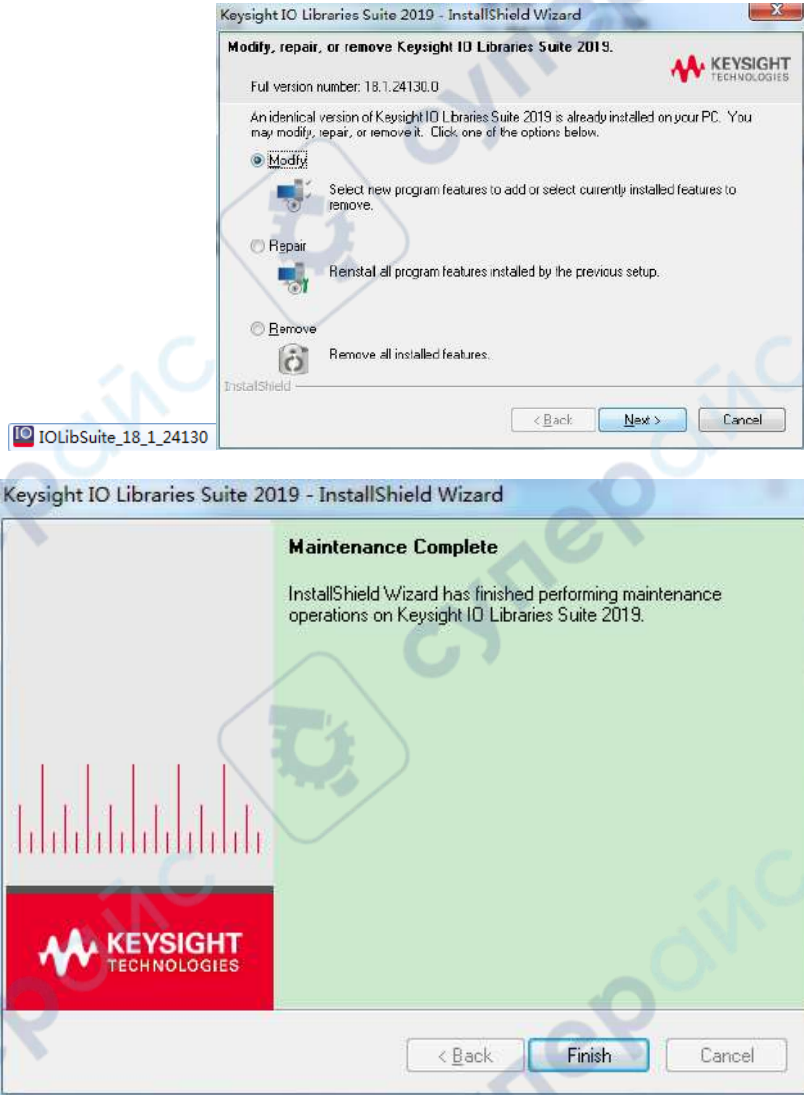 Keysight IO Libraries Suite 2019 - InstallShield Wizard
Modify, repair, or remove Keysight IO Libraries Suite 2019.
KEYSIGHT
TECHNOLOGIES
Full version number: 18.1.24130.0
An identical version of Keysight IO Libraries Suite 2019 is already installed on your PC. You
may modify, repair, or remove it. Click one of the options below.
Modify
Select new program features to add or select currently installed features to
remove.
Repair
Reinstall all program features installed by the previous setup.
Remove
Remove all installed features.
InstallShield
< Back Next > Cancel
IO IOLibSuite_18_1_24130
Keysight IO Libraries Suite 2019 - InstallShield Wizard
Maintenance Complete
InstallShield Wizard has finished performing maintenance
operations on Keysight IO Libraries Suite 2019.
KEYSIGHT
TECHNOLOGIES
< Back Finish Cancel